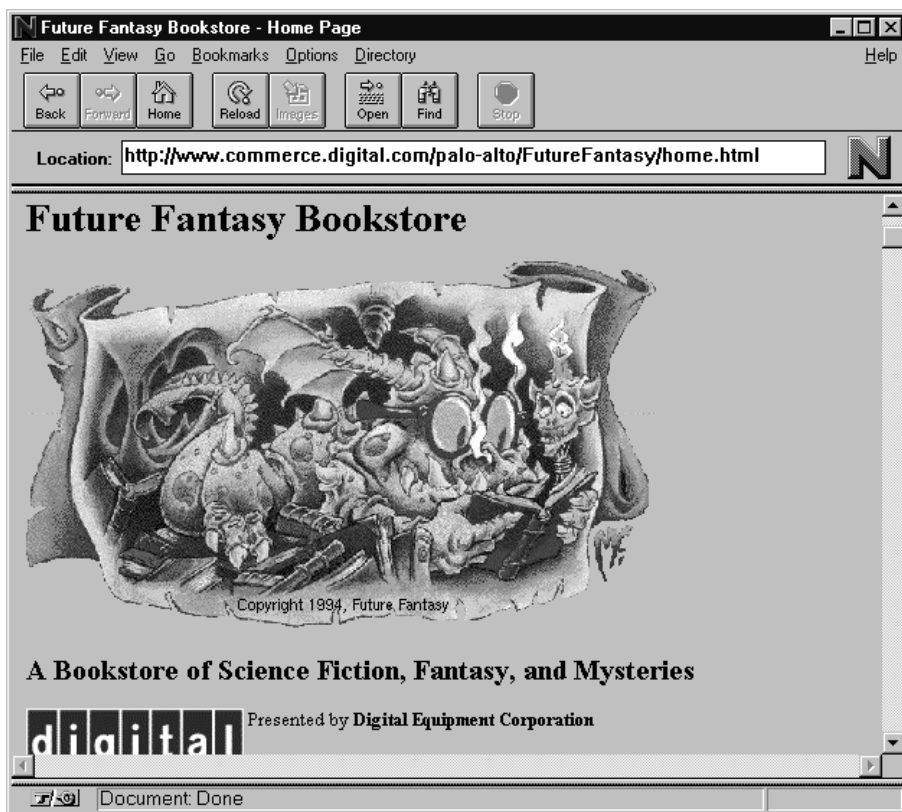 Future Fantasy Bookstore - Home Page
File Edit View Go Bookmarks Options Directory Help
Back Forward Home Reload Images Open Find Stop
Location: http://www.commerce.digital.com/palo-alto/FutureFantasy/home.html
Future Fantasy Bookstore
Copyright 1994, Future Fantasy
A Bookstore of Science Fiction, Fantasy, and Mysteries
digital Presented by Digital Equipment Corporation
Document: Done